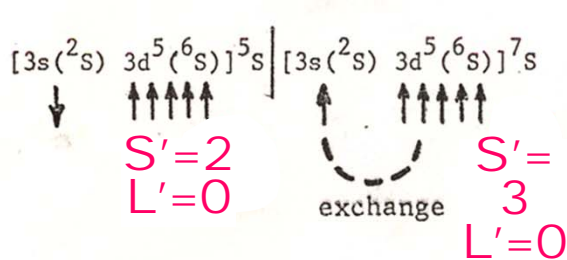 [3s(²S) 3d⁵(⁶S)]⁵S | [3s(²S) 3d⁵(⁶S)]⁷S
S'=2
L'=0
exchange
S'=
3
L'=0